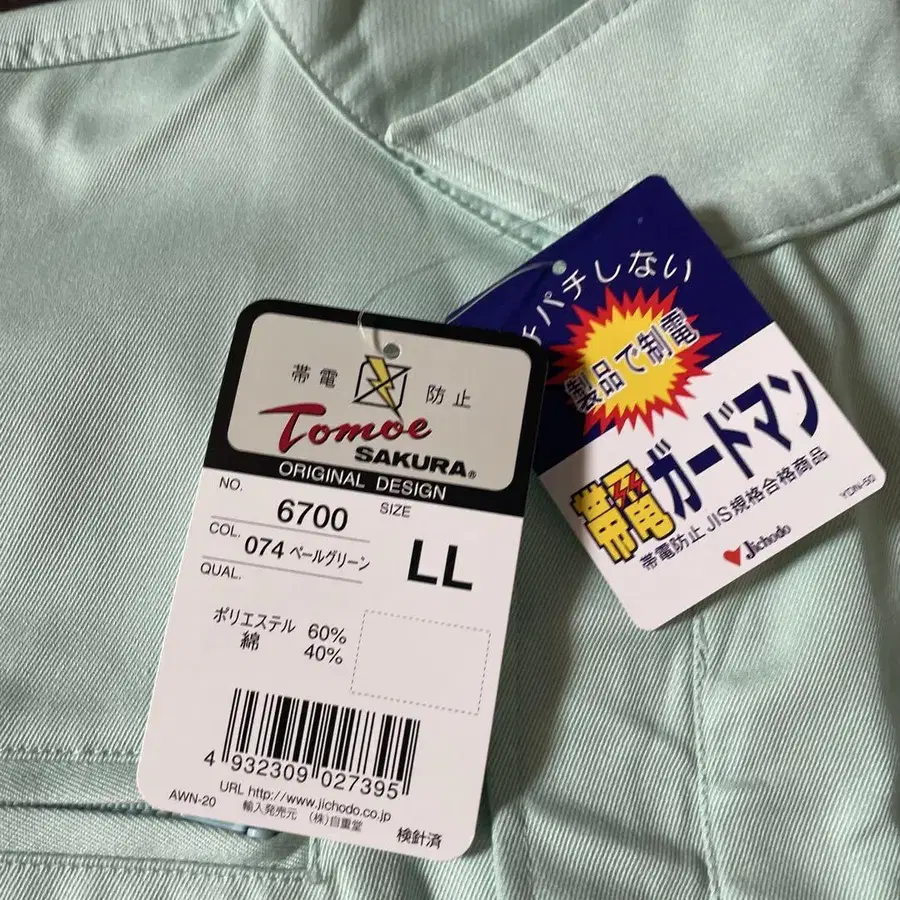 帯電 防止
Tomoe
SAKURA®
ORIGINAL DESIGN
NO. 6700
SIZE LL
COL. 074 ペールグリーン
QUAL.
ポリエステル 60%
綿 40%
4 932309 027395
URL http://www.jichodo.co.jp
AWN-20
輸入発売元 (株)自重堂
検針済
チパチしない
製品で制電
帯電ガードマン
帯電防止JIS規格合格商品
Jichodo
YDN-50